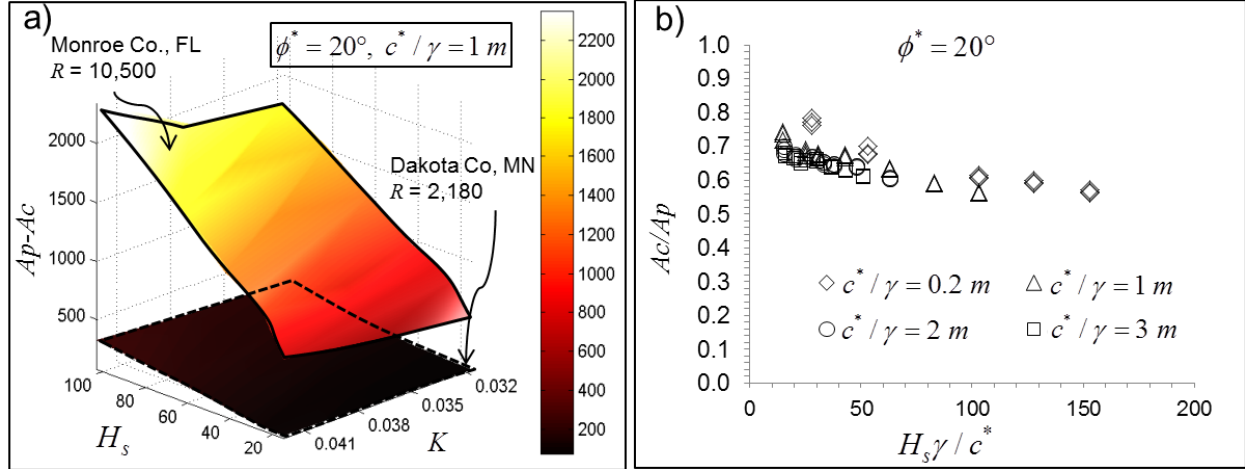 a)
Monroe Co., FL
R = 10,500
ϕ* = 20°, c* / γ = 1 m
Dakota Co, MN
R = 2,180
Ap-Ac
2000
1500
1000
500
100
80
60
40
20
H_s
0.041
0.038
0.035
0.032
K
2200
2000
1800
1600
1400
1200
1000
800
600
400
200
b)
ϕ* = 20°
Ac/Ap
1.0
0.9
0.8
0.7
0.6
0.5
0.4
0.3
0.2
0.1
0.0
◇ c* / γ = 0.2 m △ c* / γ = 1 m
○ c* / γ = 2 m □ c* / γ = 3 m
0 50 100 150 200
H_s γ / c*